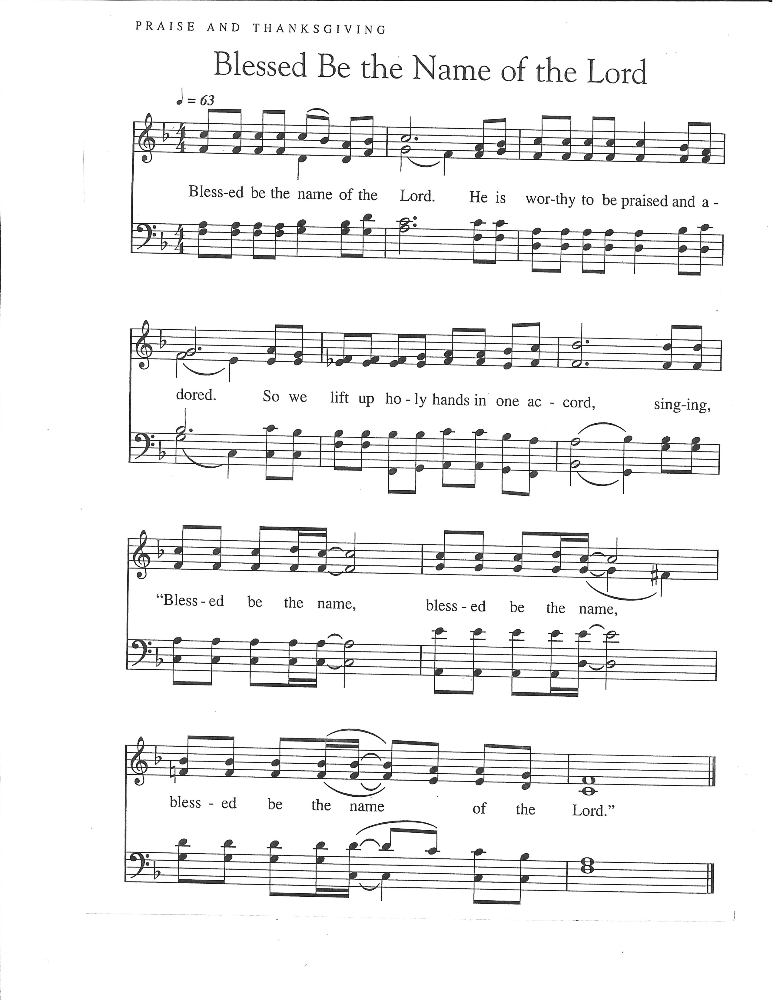 PRAISE AND THANKSGIVING
Blessed Be the Name of the Lord
♩ = 63
Bless-ed be the name of the Lord. He is wor-thy to be praised and a -
dored. So we lift up ho - ly hands in one ac - cord, sing-ing,
“Bless - ed be the name, bless - ed be the name,
bless - ed be the name of the Lord.”